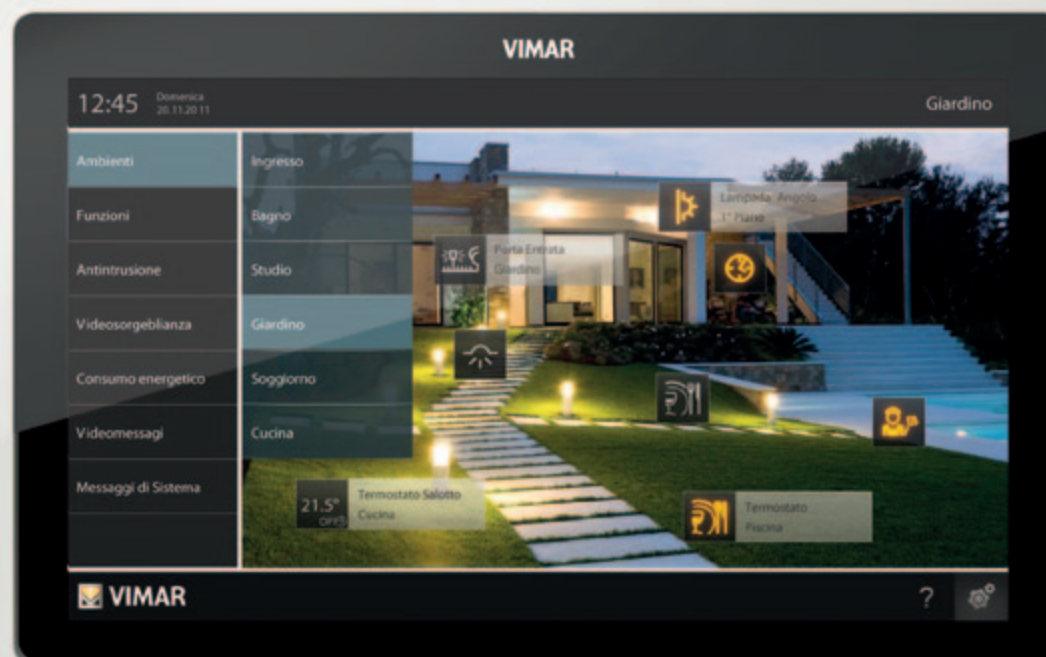 VIMAR
12:45
Domenica
20.11.2011
Giardino
Ambienti
Funzioni
Antintrusione
Videosorgeblianza
Consumo energetico
Videomessagi
Messaggi di Sistema
Ingresso
Bagno
Studio
Giardino
Soggiorno
Cucina
Lampada Angolo
1° Piano
Porta Entrata
Giardino
21.5°
OFF
Termostato Salotto
Cucina
Termostato
Piscina
VIMAR
?